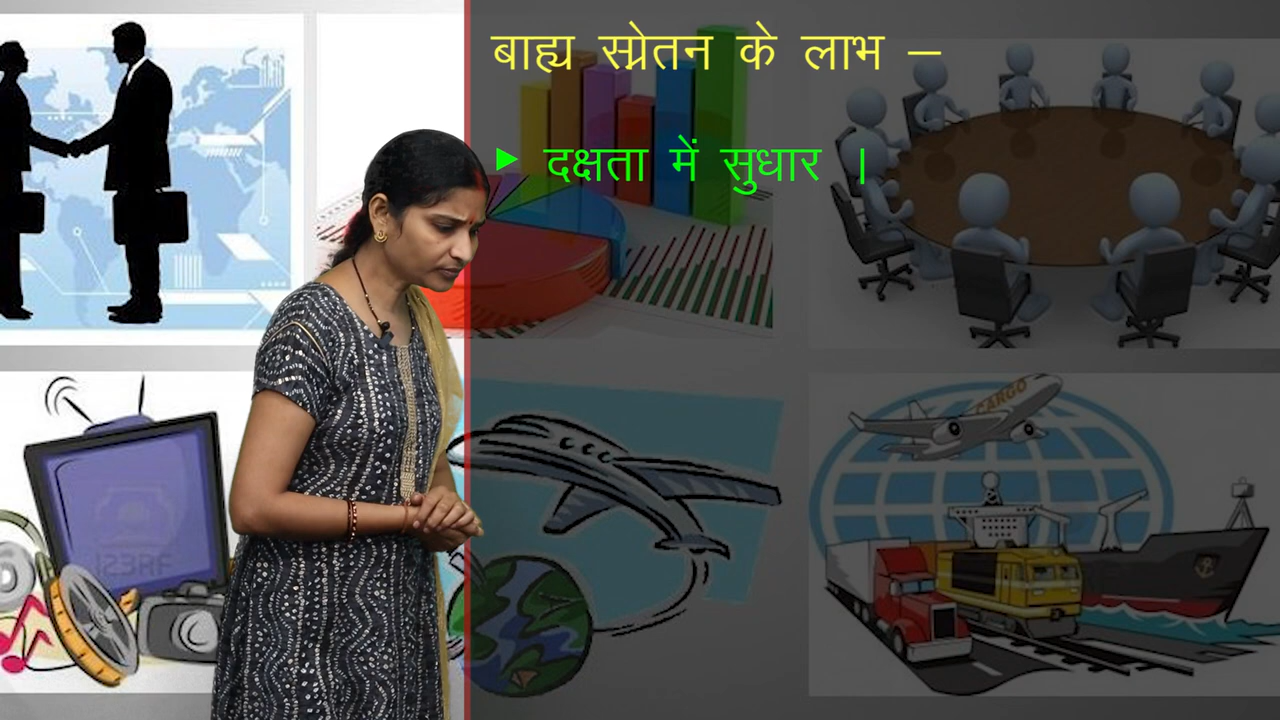 बाह्य स्प्रेतन के लाभ –
▶ दक्षता में सुधार ।
CARGO
123RF